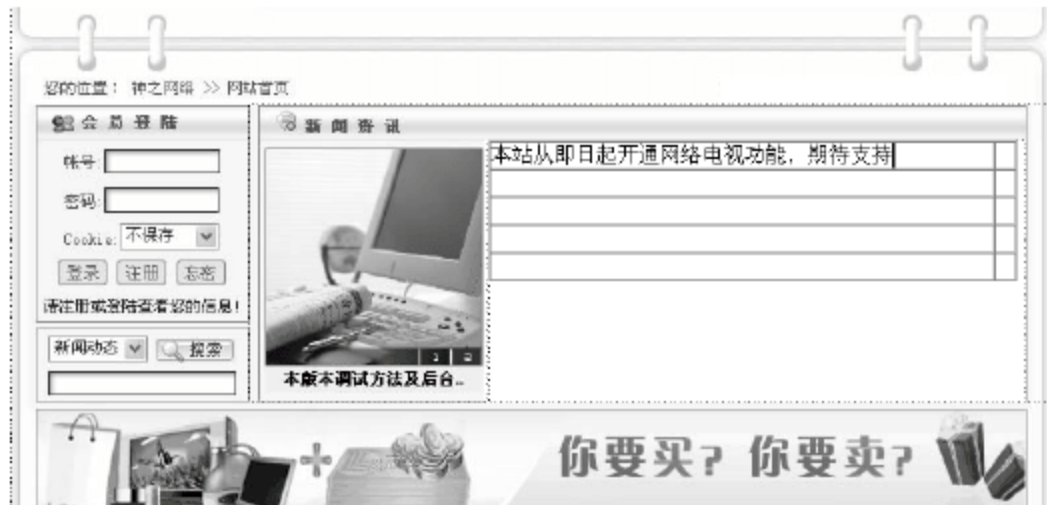 您的位置： 神之网络 >> 网站首页
会 员 登 陆
帐号:
密码:
Cookie: 不保存
登录 注册 忘密
请注册或登陆查看您的信息!
新闻动态 搜索
新 闻 资 讯
本站从即日起开通网络电视功能，期待支持
1 2
本版本调试方法及后台..
你要买? 你要卖?